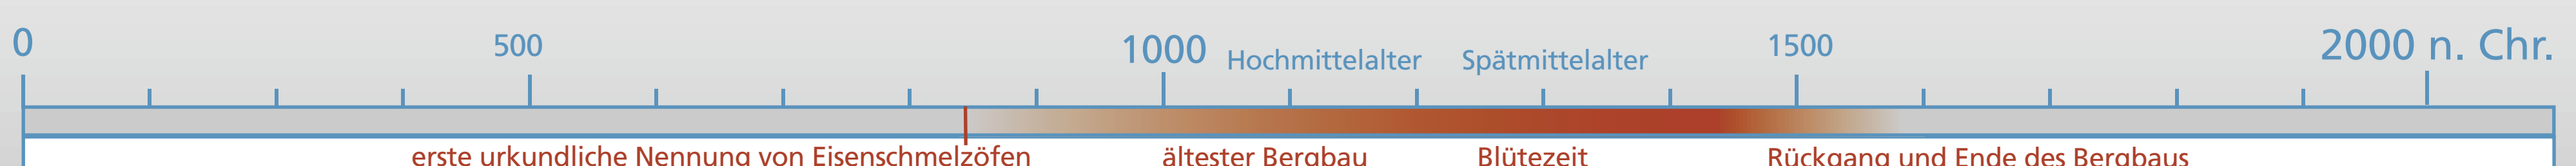 0 500 1000 Hochmittelalter Spätmittelalter 1500 2000 n. Chr.
erste urkundliche Nennung von Eisenschmelzöfen ältester Bergbau Blütezeit Rückgang und Ende des Bergbaus